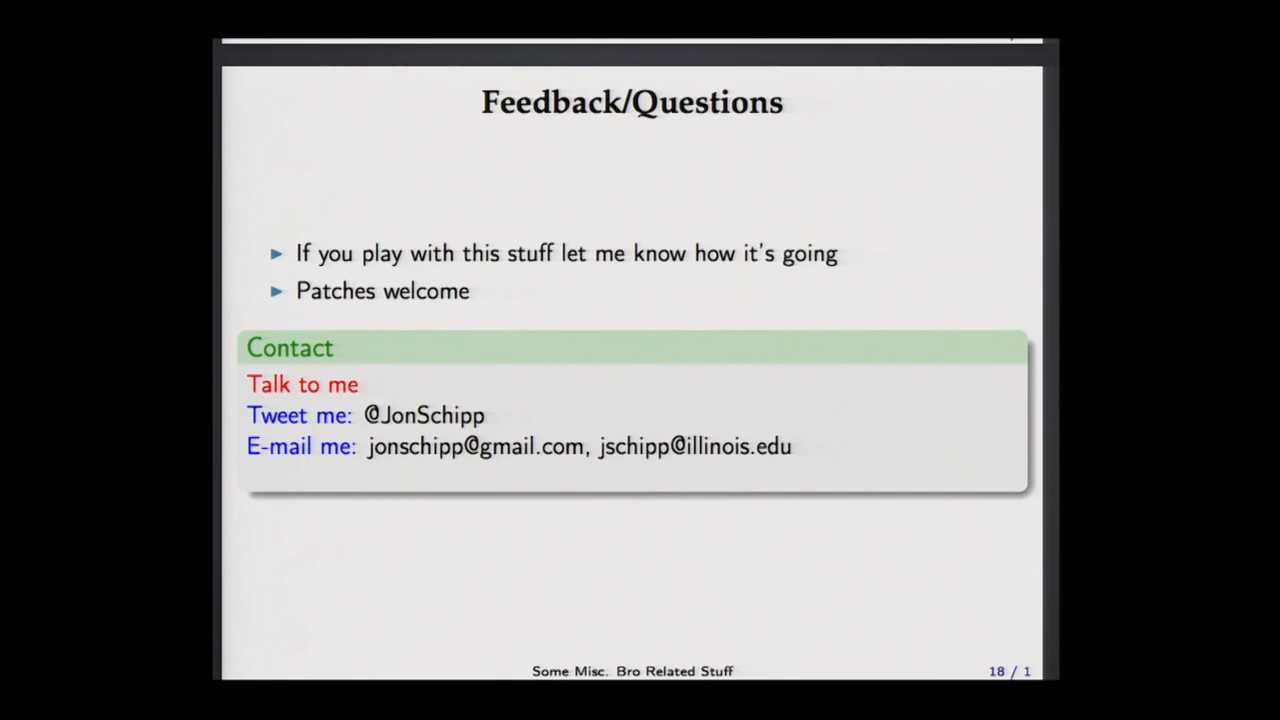 Feedback/Questions
If you play with this stuff let me know how it's going
Patches welcome
Contact
Talk to me
Tweet me: @JonSchipp
E-mail me: jonschipp@gmail.com, jschipp@illinois.edu
Some Misc. Bro Related Stuff
18 / 1